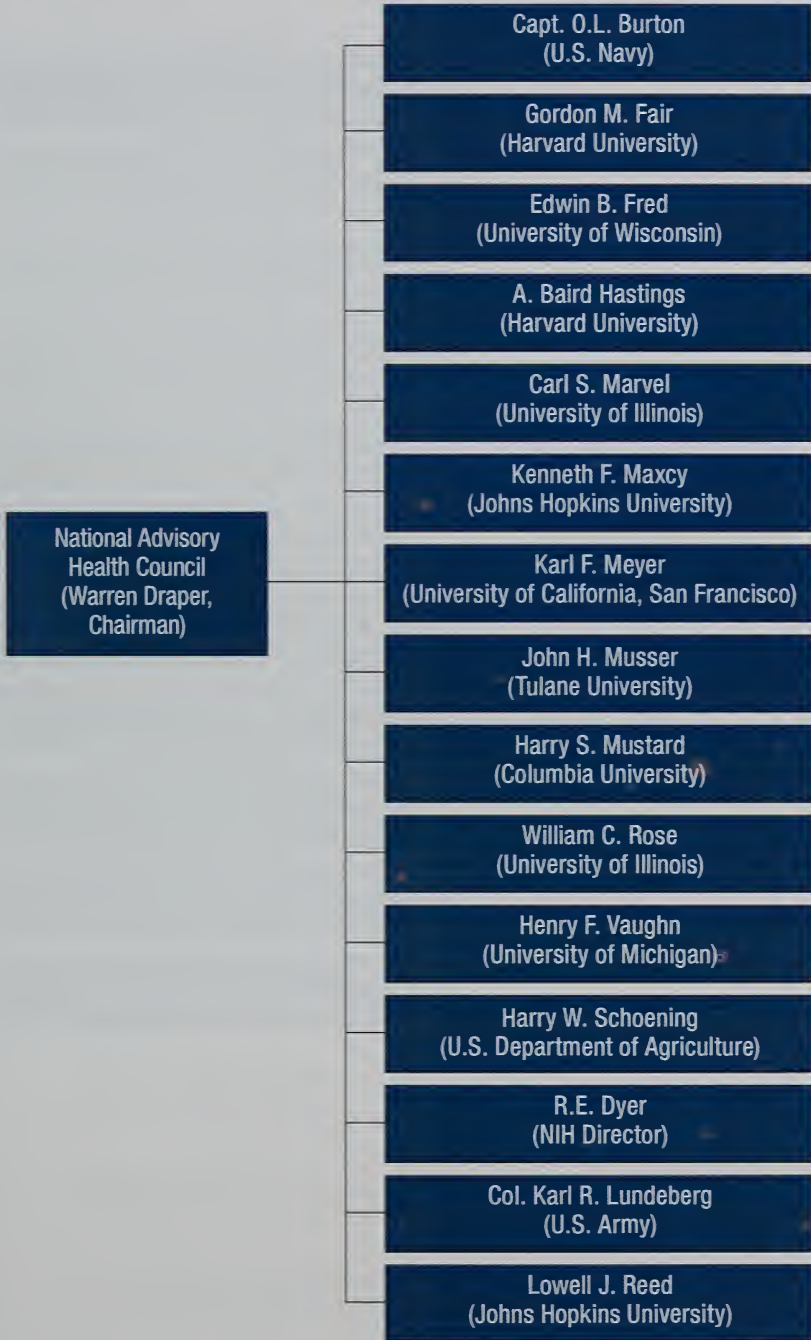 National Advisory
Health Council
(Warren Draper,
Chairman)
Capt. O.L. Burton
(U.S. Navy)
Gordon M. Fair
(Harvard University)
Edwin B. Fred
(University of Wisconsin)
A. Baird Hastings
(Harvard University)
Carl S. Marvel
(University of Illinois)
Kenneth F. Maxcy
(Johns Hopkins University)
Karl F. Meyer
(University of California, San Francisco)
John H. Musser
(Tulane University)
Harry S. Mustard
(Columbia University)
William C. Rose
(University of Illinois)
Henry F. Vaughn
(University of Michigan)
Harry W. Schoening
(U.S. Department of Agriculture)
R.E. Dyer
(NIH Director)
Col. Karl R. Lundeberg
(U.S. Army)
Lowell J. Reed
(Johns Hopkins University)